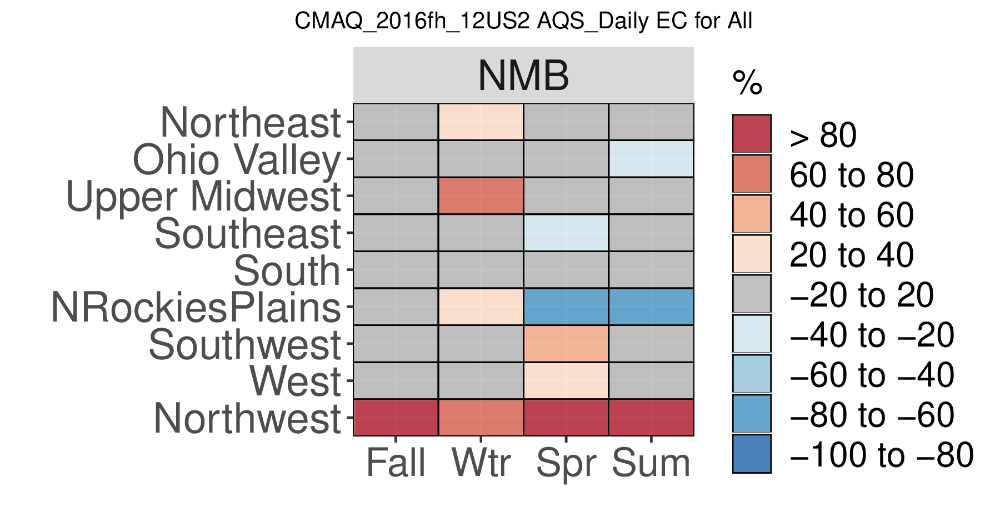 CMAQ_2016fh_12US2 AQS_Daily EC for All
NMB
Northeast
Ohio Valley
Upper Midwest
Southeast
South
NRockiesPlains
Southwest
West
Northwest
Fall Wtr Spr Sum
%
> 80
60 to 80
40 to 60
20 to 40
−20 to 20
−40 to −20
−60 to −40
−80 to −60
−100 to −80